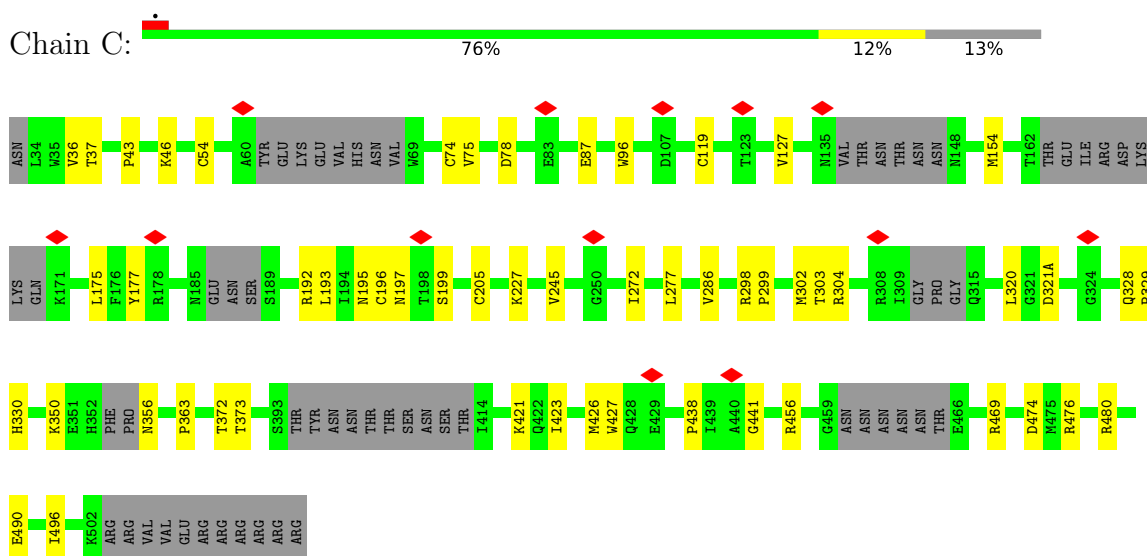 Chain C:
76% 12% 13%
ASN L34 W35 V36 T37 P43 K46 C54 A60 TYR GLU LYS GLU VAL HIS ASN VAL W69 C74 V75 D78 E83 E87 W96 D107 C119 T123 V127 N135 VAL THR ASN THR ASN ASN N148 M154 T162 THR GLU ILE ARG ASP LYS
LYS GLN K171 L175 F176 Y177 R178 N185 GLU ASN SER S189 R192 L193 I194 N195 C196 N197 T198 S199 C205 K227 V245 G250 I272 L277 V286 R298 P299 M302 T303 R304 R308 I309 GLY PRO GLY Q315 L320 G321 D321A G324 Q328
H330 K350 E351 H352 PHE PRO N356 P363 T372 T373 S393 THR TYR ASN ASN THR THR SER ASN SER THR I414 K421 Q422 I423 M426 W427 Q428 E429 P438 I439 A440 G441 R456 G459 ASN ASN ASN ASN ASN THR E466 R469 D474 M475 R476 R480
E490 I496 K502 ARG ARG VAL VAL GLU ARG ARG ARG ARG ARG